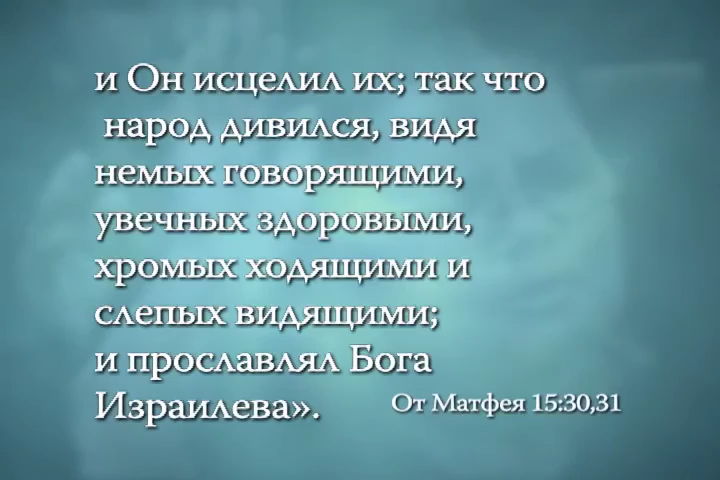 и Он исцелил их; так что
народ дивился, видя
немых говорящими,
увечных здоровыми,
хромых ходящими и
слепых видящими;
и прославлял Бога
Израилева».
От Матфея 15:30,31